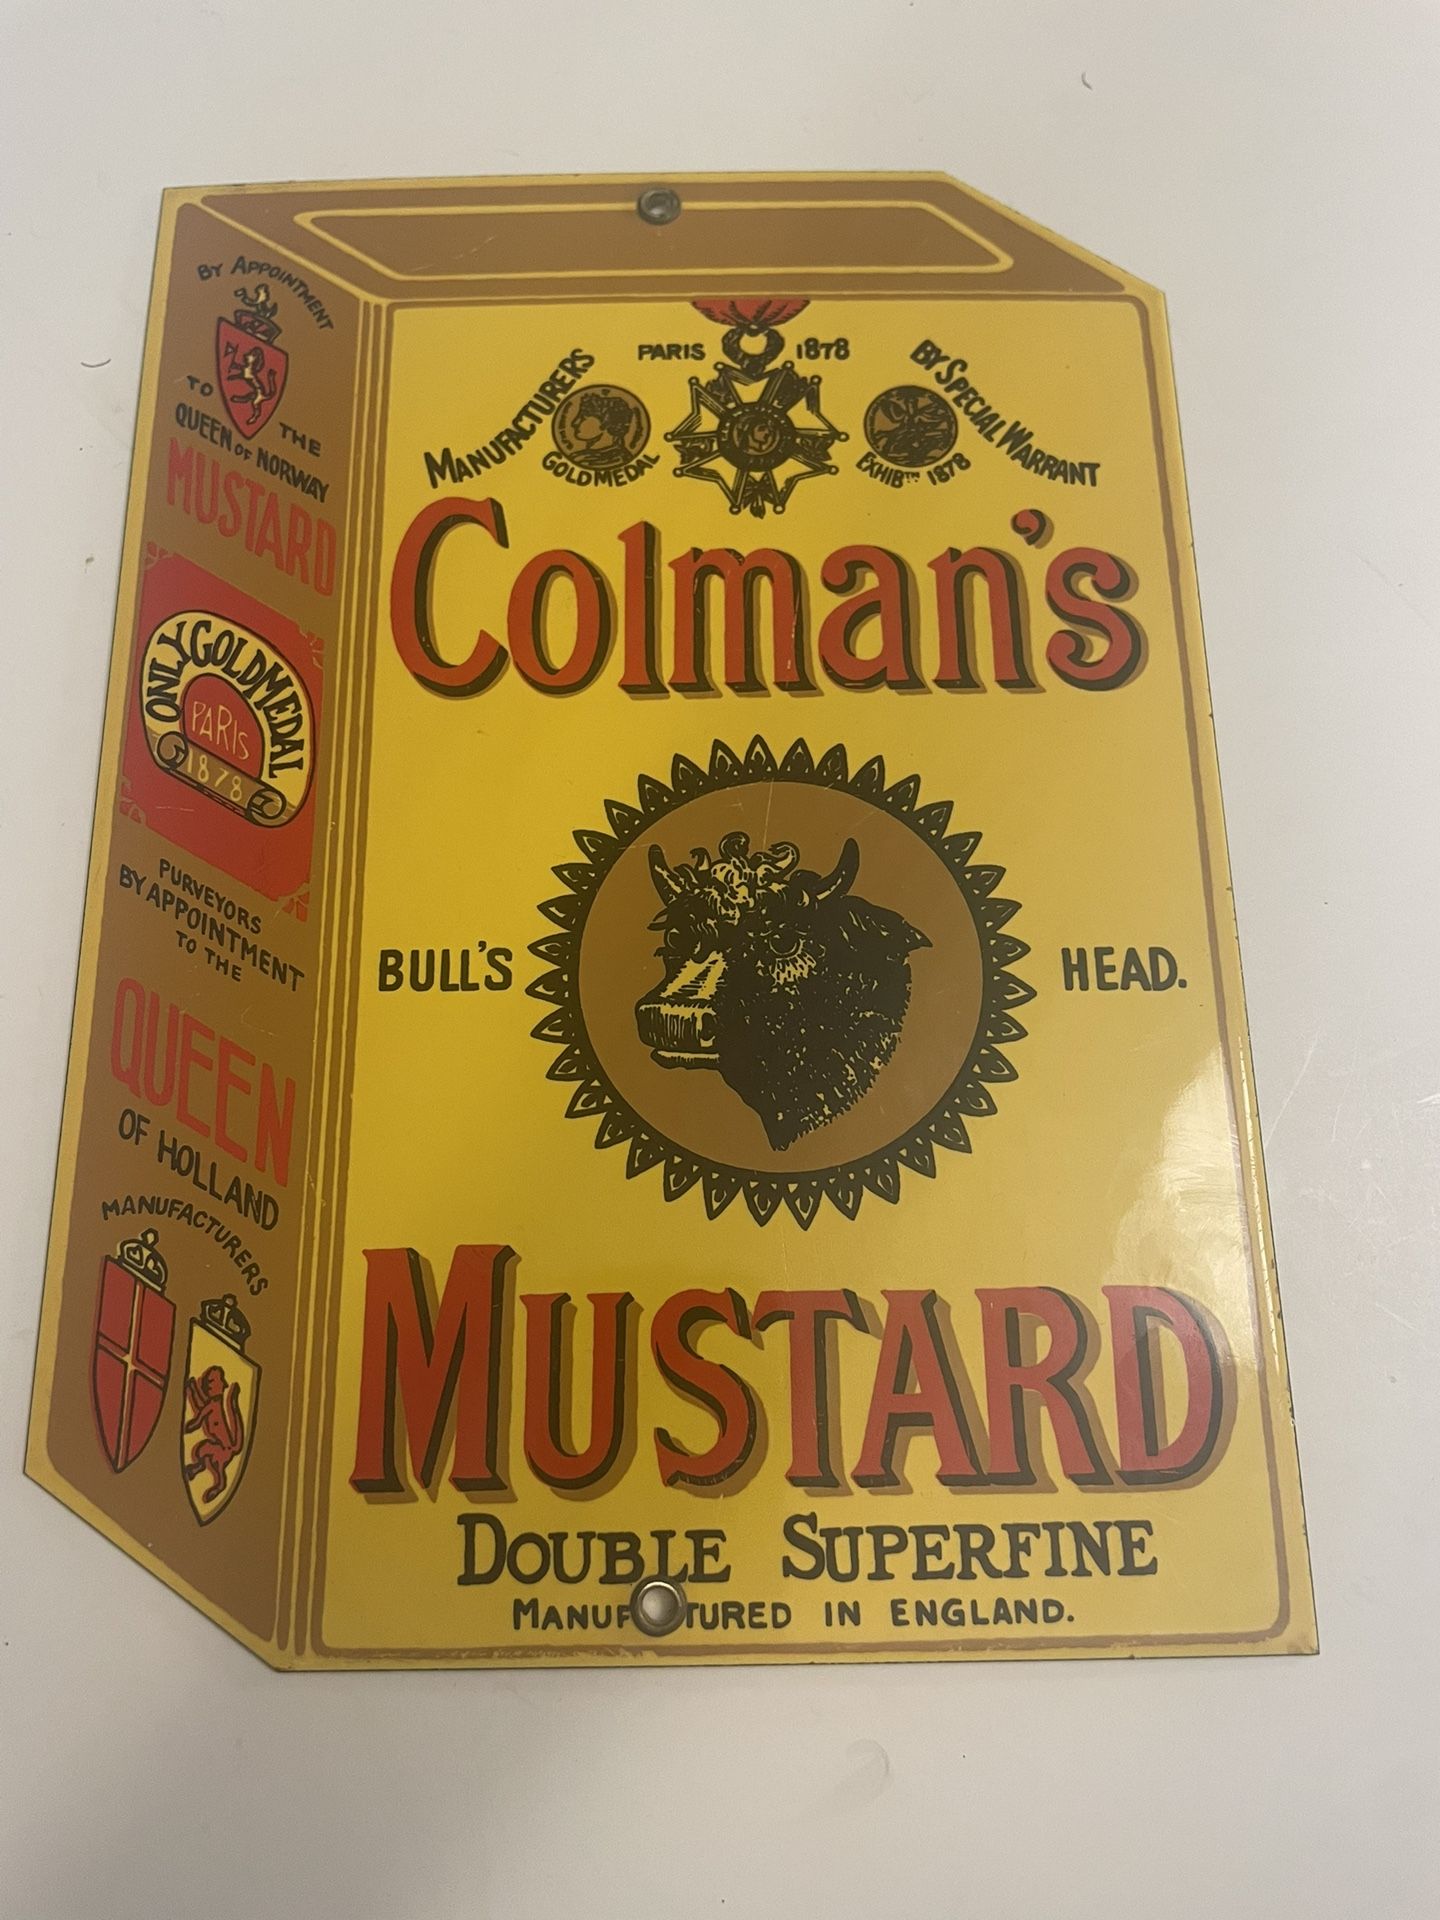 BY APPOINTMENT
TO THE
QUEEN OF NORWAY
MUSTARD
ONLY GOLD MEDAL
PARIS
1878
PURVEYORS
BY APPOINTMENT
TO THE
QUEEN
OF HOLLAND
MANUFACTURERS
PARIS 1878
MANUFACTURERS
BY SPECIAL WARRANT
GOLD MEDAL
EXHIBTN 1878
Colman's
BULL'S HEAD.
MUSTARD
DOUBLE SUPERFINE
MANUF TURED IN ENGLAND.